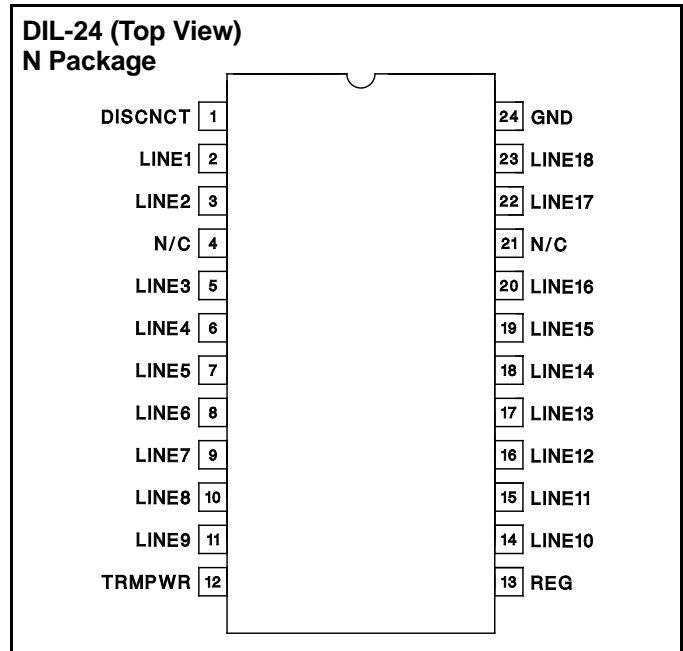 DIL-24 (Top View)
N Package
DISCNCT 1 24 GND
LINE1 2 23 LINE18
LINE2 3 22 LINE17
N/C 4 21 N/C
LINE3 5 20 LINE16
LINE4 6 19 LINE15
LINE5 7 18 LINE14
LINE6 8 17 LINE13
LINE7 9 16 LINE12
LINE8 10 15 LINE11
LINE9 11 14 LINE10
TRMPWR 12 13 REG